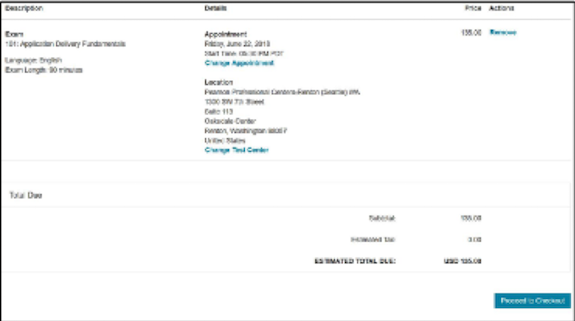 Description Details Price Actions
Exam
101: Application Delivery Fundamentals
Language: English
Exam Length: 90 minutes
Appointment
Friday, June 22, 2018
Start Time: 05:30 PM PDT
Change Appointment
Location
Pearson Professional Centers-Renton (Seattle) WA
1300 SW 7th Street
Suite 113
Oaksdale Center
Renton, Washington
United States
Change Test Center
135.00 Remove
Total Due
Subtotal: 135.00
Estimated Tax: 0.00
ESTIMATED TOTAL DUE: USD 135.00
Proceed to Checkout